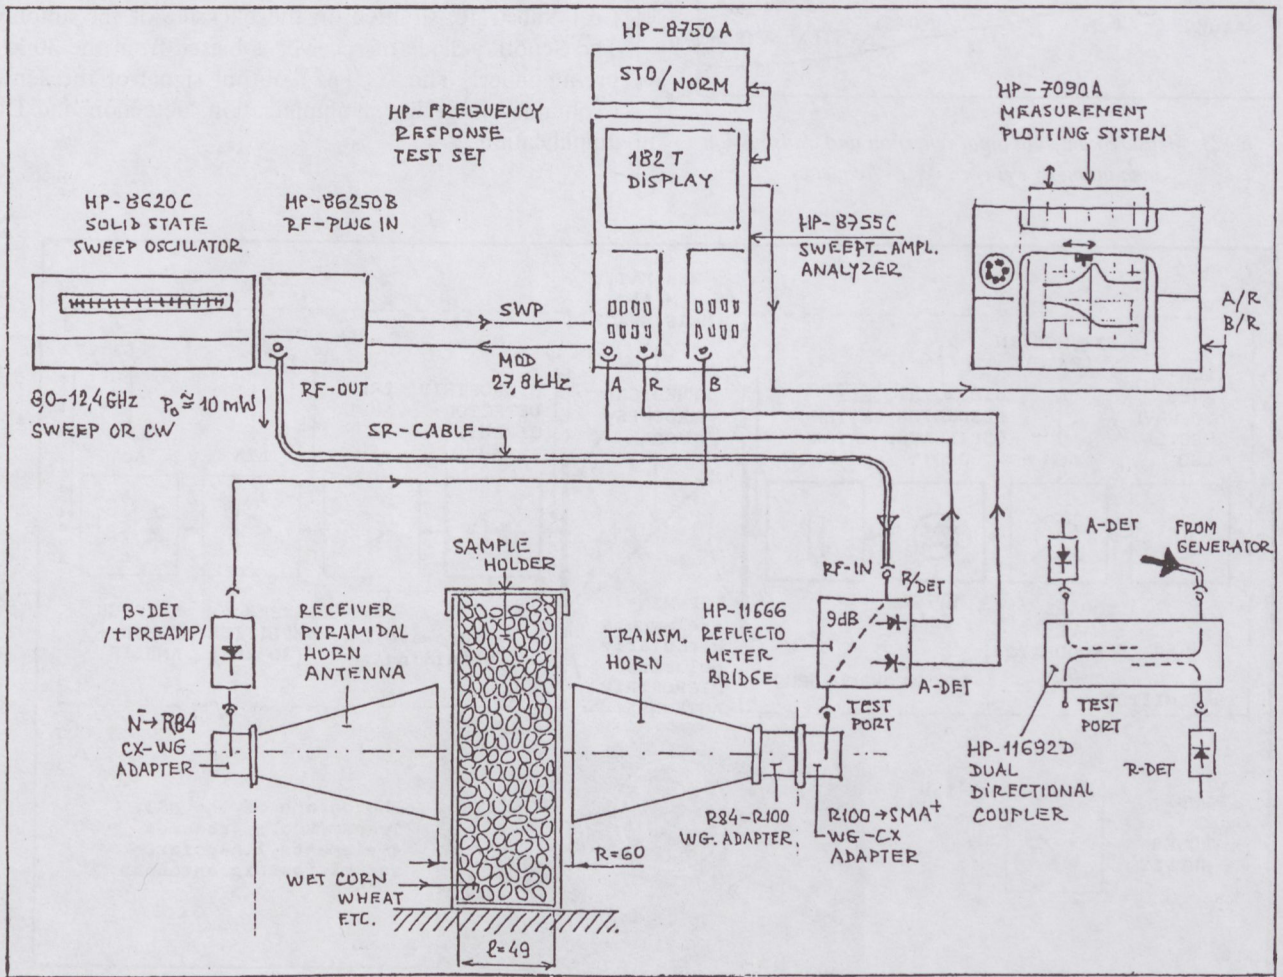 HP-8750A
STO/NORM
HP-FREQUENCY
RESPONSE
TEST SET
182T
DISPLAY
HP-7090A
MEASUREMENT
PLOTTING SYSTEM
HP-8620C
SOLID STATE
SWEEP OSCILLATOR
HP-86250B
RF-PLUG IN
HP-8755C
SWEPT-AMPL.
ANALYZER
A/R
B/R
SWP
MOD
27,8 kHz
A R B
RF-OUT
8,0-12,4 GHz
SWEEP OR CW
P₀ ≅ 10 mW
SR-CABLE
SAMPLE
HOLDER
RF-IN
R/DET
A-DET
FROM
GENERATOR
B-DET
/+PREAMP/
RECEIVER
PYRAMIDAL
HORN
ANTENNA
TRANSM.
HORN
HP-11666
REFLECTO
METER
BRIDGE
9dB
A-DET
TEST
PORT
TEST
PORT
N⁻→R84
CX-WG
ADAPTER
HP-11692D
DUAL
DIRECTIONAL
COUPLER
R-DET
R84-R100
WG. ADAPTER
R100→SMA⁺
WG-CX
ADAPTER
R=60
WET CORN
WHEAT
ETC.
ℓ=49